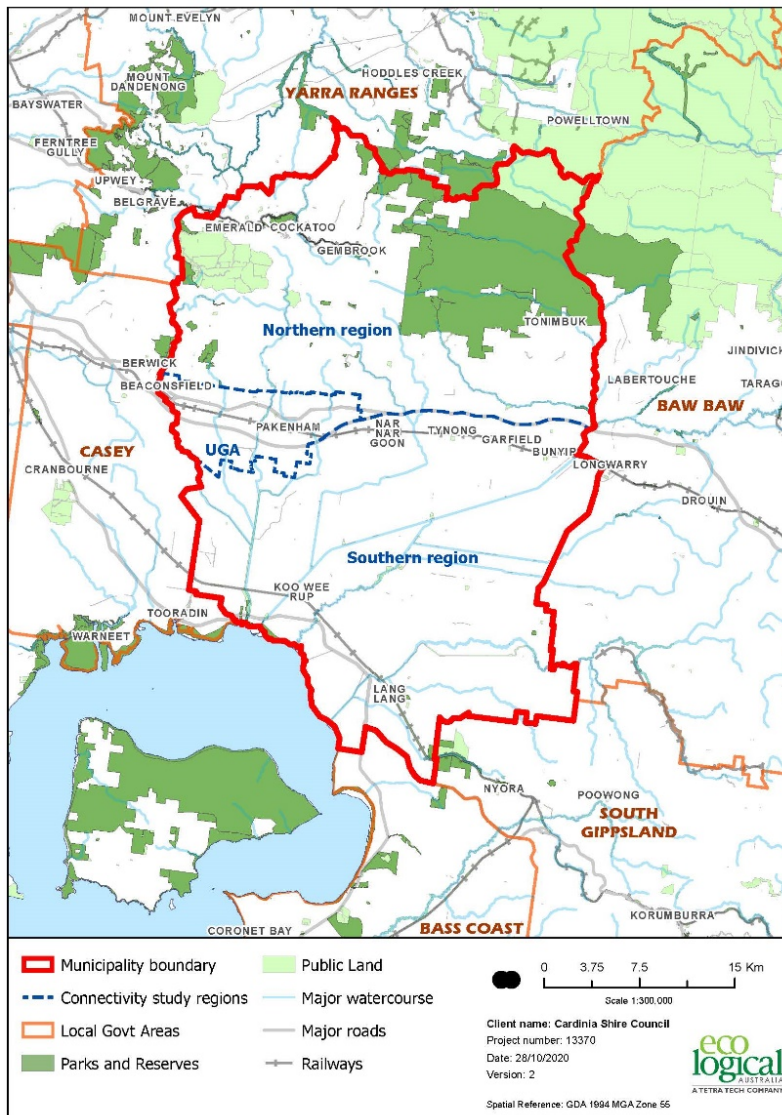 MOUNT EVELYN
MOUNT
DANDENONG
HODDLES CREEK
YARRA RANGES
BAYSWATER
POWELLTOWN
FERNTREE
GULLY
UPWEY
BELGRAVE
EMERALD
COCKATOO
GEMBROOK
Northern region
TONIMBUK
JINDIVICK
BERWICK
LABERTOUCHE
BEACONSFIELD
TARAGO
BAW BAW
PAKENHAM
NAR
NAR
GOON
TYNONG
GARFIELD
BUNYIP
UGA
CASEY
CRANBOURNE
LONGWARRY
DROUIN
Southern region
KOO WEE
RUP
TOORADIN
WARNEET
LANG
LANG
NYORA
POOWONG
SOUTH
GIPPSLAND
KORUMBURRA
CORONET BAY
BASS COAST
Municipality boundary
Connectivity study regions
Local Govt Areas
Parks and Reserves
Public Land
Major watercourse
Major roads
Railways
0 3.75 7.5 15 Km
Scale 1:300,000
Client name: Cardinia Shire Council
Project number: 13370
Date: 28/10/2020
Version: 2
Spatial Reference: GDA 1994 MGA Zone 55
eco
logical
AUSTRALIA
A TETRA TECH COMPANY